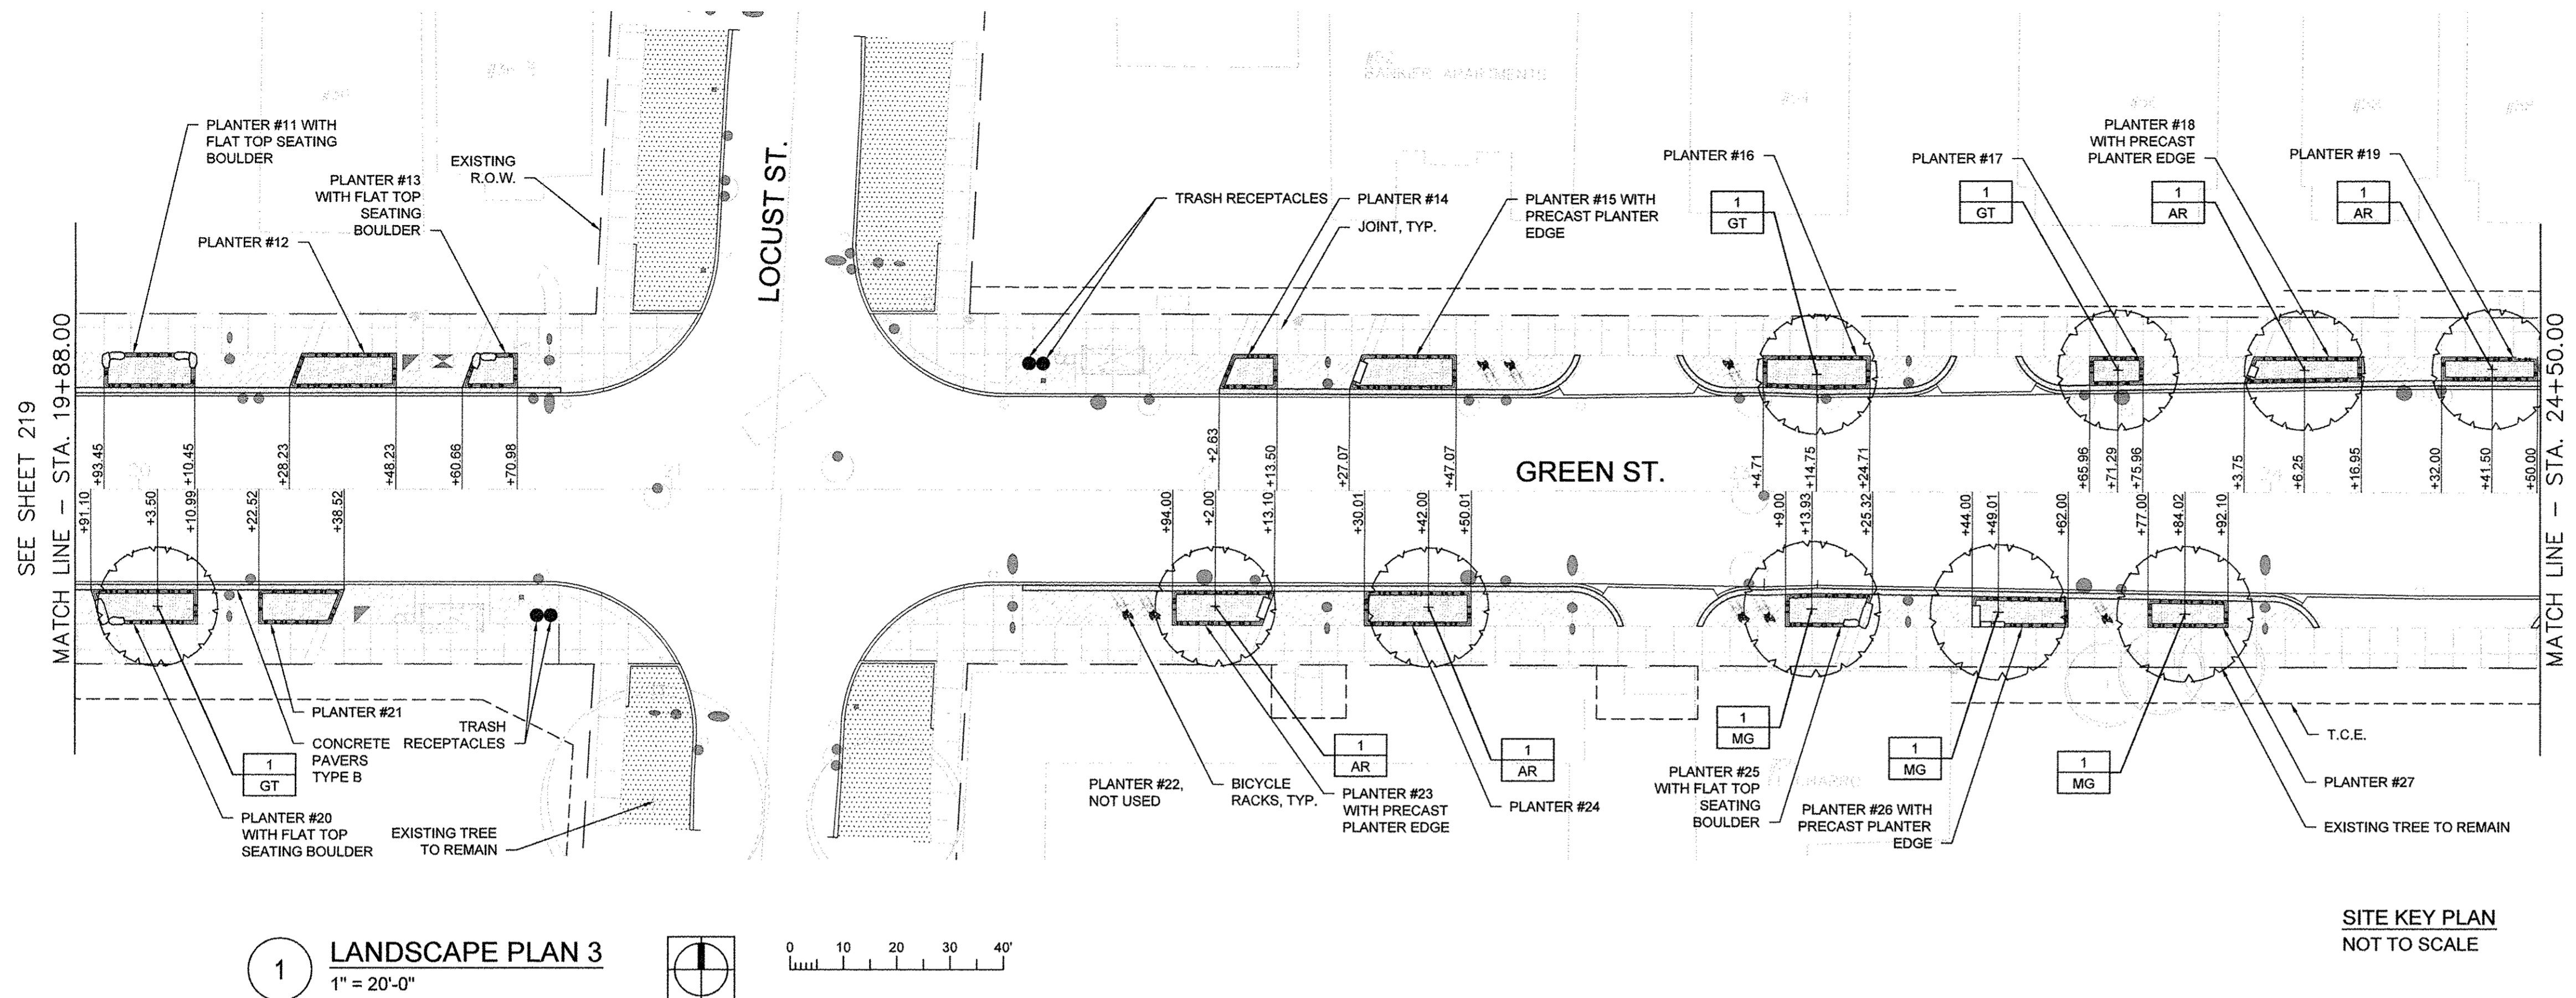 PLANTER #11 WITH
FLAT TOP SEATING
BOULDER
EXISTING
R.O.W.
PLANTER #13
WITH FLAT TOP
SEATING
BOULDER
PLANTER #12
LOCUST ST.
BANKER APARTMENTS
TRASH RECEPTACLES
PLANTER #14
JOINT, TYP.
PLANTER #15 WITH
PRECAST PLANTER
EDGE
PLANTER #16
1
GT
PLANTER #17
1
GT
PLANTER #18
WITH PRECAST
PLANTER EDGE
1
AR
PLANTER #19
1
AR
SEE SHEET 219
MATCH LINE – STA. 19+88.00
MATCH LINE – STA. 24+50.00
+93.45
+10.45
+28.23
+48.23
+60.66
+70.98
+2.63
+13.50
+27.07
+47.07
GREEN ST.
+4.71
+14.75
+24.71
+65.96
+71.29
+75.96
+3.75
+6.25
+16.95
+32.00
+41.50
+50.00
+91.10
+3.50
+10.99
+22.52
+38.52
+94.00
+2.00
+13.10
+30.01
+42.00
+50.01
+9.00
+13.93
+25.32
+44.00
+49.01
+62.00
+77.00
+84.02
+92.10
PLANTER #21
CONCRETE
PAVERS
TYPE B
TRASH
RECEPTACLES
1
GT
PLANTER #20
WITH FLAT TOP
SEATING BOULDER
EXISTING TREE
TO REMAIN
PLANTER #22,
NOT USED
BICYCLE
RACKS, TYP.
1
AR
PLANTER #23
WITH PRECAST
PLANTER EDGE
1
AR
PLANTER #24
1
MG
PLANTER #25
WITH FLAT TOP
SEATING
BOULDER
1
MG
PLANTER #26 WITH
PRECAST PLANTER
EDGE
1
MG
T.C.E.
PLANTER #27
EXISTING TREE TO REMAIN
1
LANDSCAPE PLAN 3
1" = 20'-0"
0 10 20 30 40'
SITE KEY PLAN
NOT TO SCALE